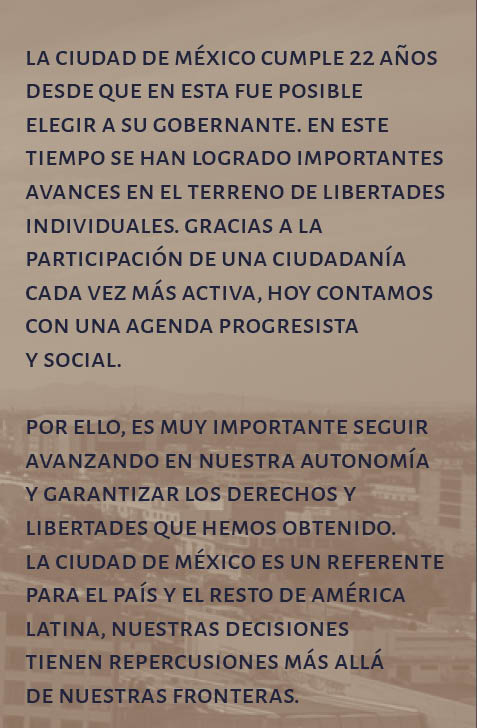 LA CIUDAD DE MÉXICO CUMPLE 22 AÑOS
DESDE QUE EN ESTA FUE POSIBLE
ELEGIR A SU GOBERNANTE. EN ESTE
TIEMPO SE HAN LOGRADO IMPORTANTES
AVANCES EN EL TERRENO DE LIBERTADES
INDIVIDUALES. GRACIAS A LA
PARTICIPACIÓN DE UNA CIUDADANÍA
CADA VEZ MÁS ACTIVA, HOY CONTAMOS
CON UNA AGENDA PROGRESISTA
Y SOCIAL.
POR ELLO, ES MUY IMPORTANTE SEGUIR
AVANZANDO EN NUESTRA AUTONOMÍA
Y GARANTIZAR LOS DERECHOS Y
LIBERTADES QUE HEMOS OBTENIDO.
LA CIUDAD DE MÉXICO ES UN REFERENTE
PARA EL PAÍS Y EL RESTO DE AMÉRICA
LATINA, NUESTRAS DECISIONES
TIENEN REPERCUSIONES MÁS ALLÁ
DE NUESTRAS FRONTERAS.